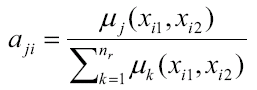 a_{ji} = \frac{\mu_j(x_{i1}, x_{i2})}{\sum_{k=1}^{n_r} \mu_k(x_{i1}, x_{i2})}